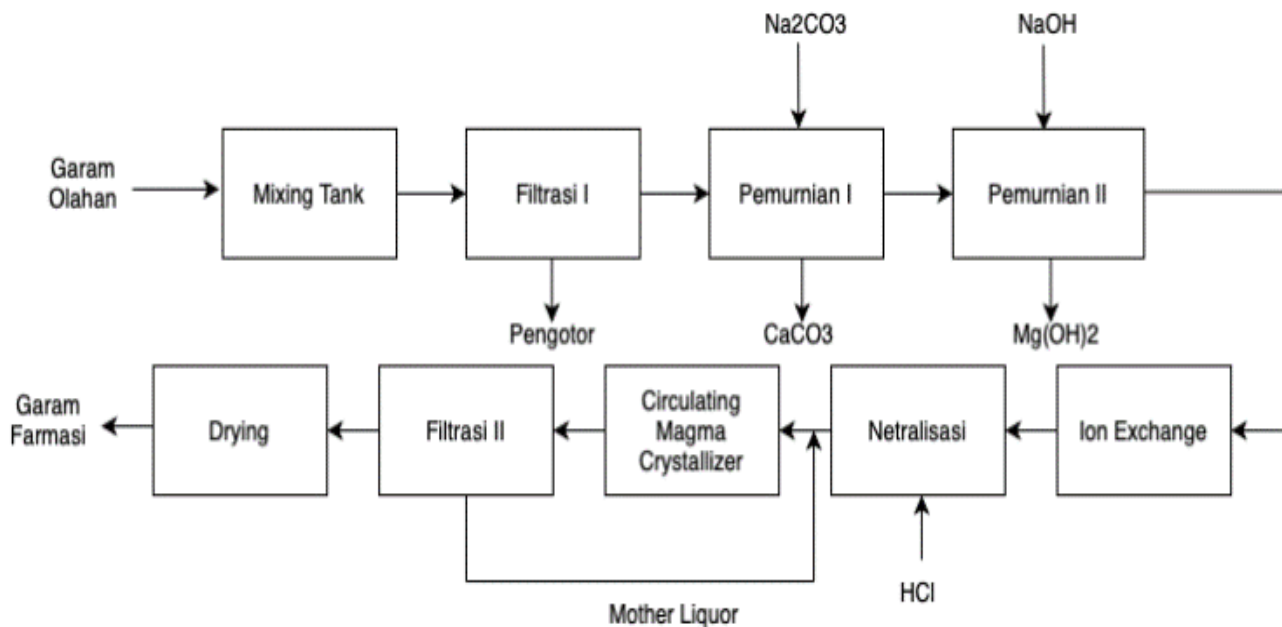 Na2CO3
NaOH
Garam
Olahan
Mixing Tank
Filtrasi I
Pemurnian I
Pemurnian II
Pengotor
CaCO3
Mg(OH)2
Garam
Farmasi
Drying
Filtrasi II
Circulating
Magma
Crystallizer
Netralisasi
Ion Exchange
Mother Liquor
HCl